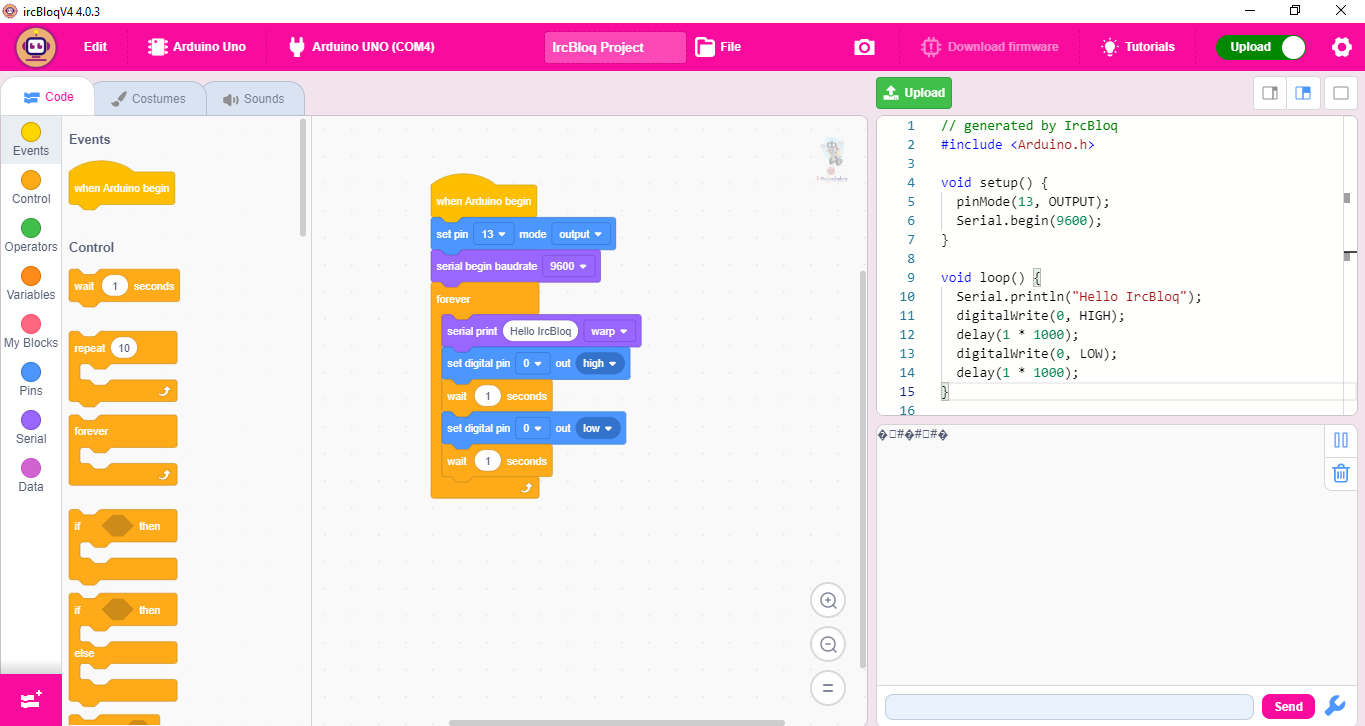 ircBloqV4 4.0.3
Edit
Arduino Uno
Arduino UNO (COM4)
IrcBloq Project
File
Download firmware
Tutorials
Upload
Code
Costumes
Sounds
Upload
Events
Control
Operators
Variables
My Blocks
Pins
Serial
Data
Events
when Arduino begin
Control
wait 1 seconds
repeat 10
forever
if then
if then
else
when Arduino begin
set pin 13 mode output
serial begin baudrate 9600
forever
serial print Hello IrcBloq warp
set digital pin 0 out high
wait 1 seconds
set digital pin 0 out low
wait 1 seconds
1 // generated by IrcBloq
2 #include <Arduino.h>
3
4 void setup() {
5 pinMode(13, OUTPUT);
6 Serial.begin(9600);
7 }
8
9 void loop() {
10 Serial.println("Hello IrcBloq");
11 digitalWrite(0, HIGH);
12 delay(1 * 1000);
13 digitalWrite(0, LOW);
14 delay(1 * 1000);
15 }
16
�□#�#□#�
Send